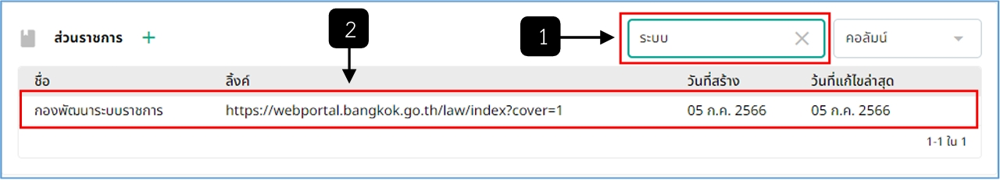 2
1
ส่วนราชการ +
ระบบ
คอลัมน์
ชื่อ ลิ้งค์ วันที่สร้าง วันที่แก้ไขล่าสุด
กองพัฒนาระบบราชการ https://webportal.bangkok.go.th/law/index?cover=1 05 ก.ค. 2566 05 ก.ค. 2566
1-1 ใน 1